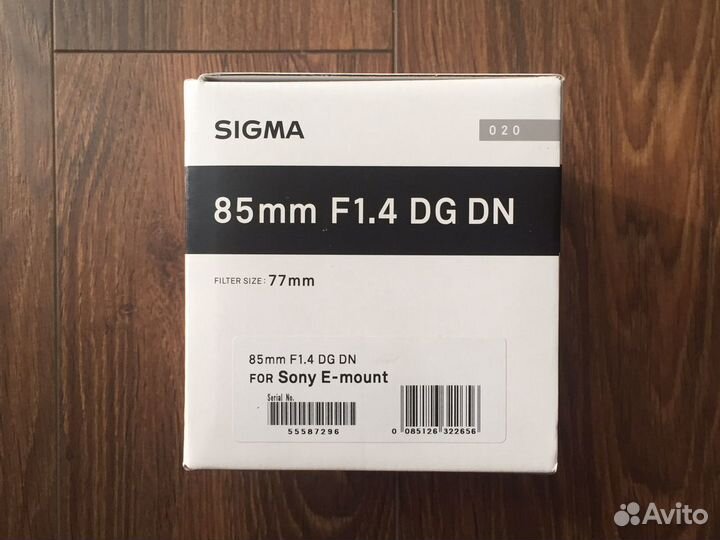 SIGMA
020
85mm F1.4 DG DN
FILTER SIZE: 77mm
85mm F1.4 DG DN
FOR Sony E-mount
Serial No.
55587296
0 085126 322656
Avito